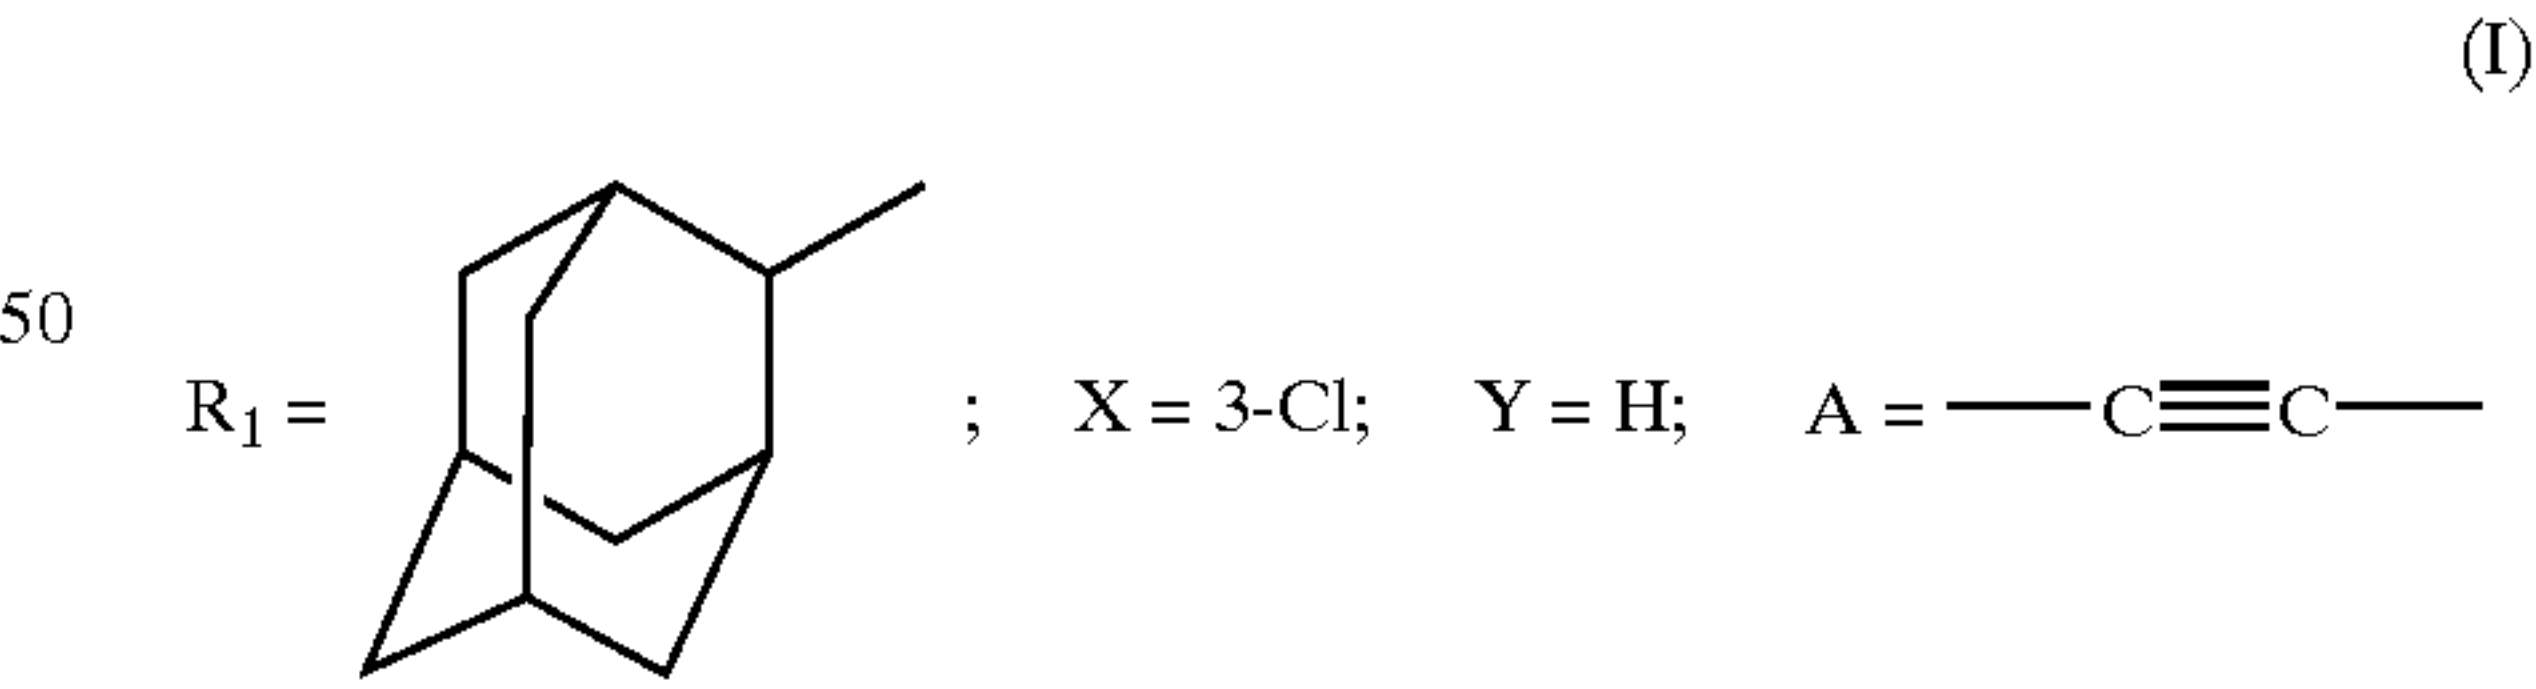 (I)
50
R₁ = ; X = 3-Cl; Y = H; A = —C≡C—